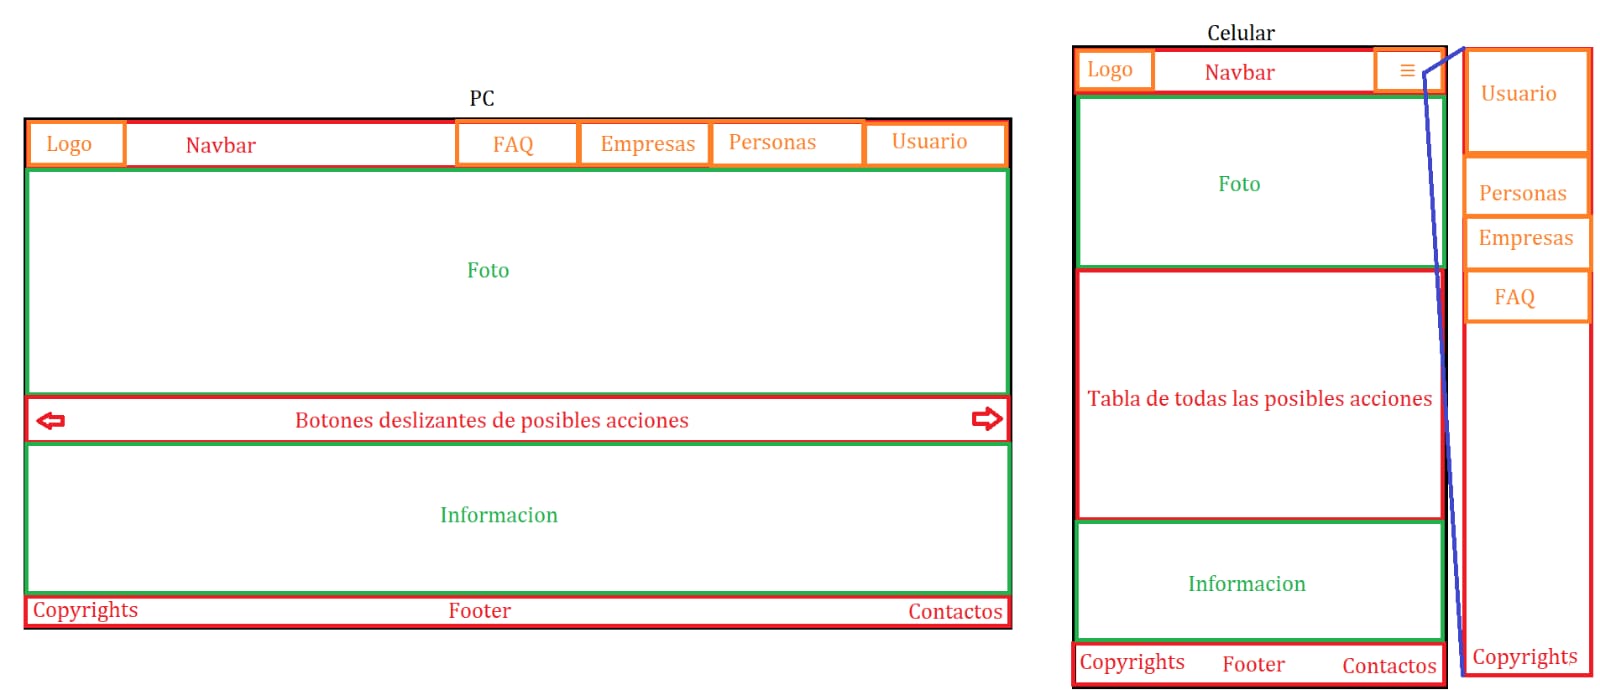 PC
Logo
Navbar
FAQ
Empresas
Personas
Usuario
Foto
Botones deslizantes de posibles acciones
Informacion
Copyrights
Footer
Contactos
Celular
Logo
Navbar
☰
Foto
Tabla de todas las posibles acciones
Informacion
Copyrights
Footer
Contactos
Usuario
Personas
Empresas
FAQ
Copyrights